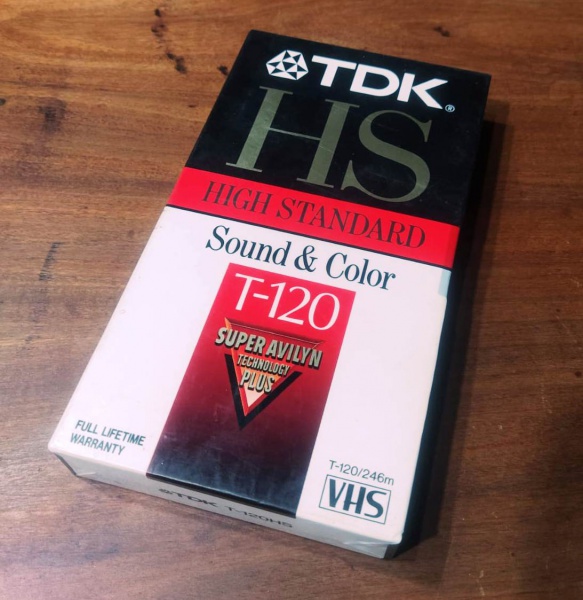 TDK®
HS
HIGH STANDARD
Sound & Color
T-120
SUPER AVILYN
TECHNOLOGY
PLUS
FULL LIFETIME
WARRANTY
T-120/246m
VHS
TDK T-120HS